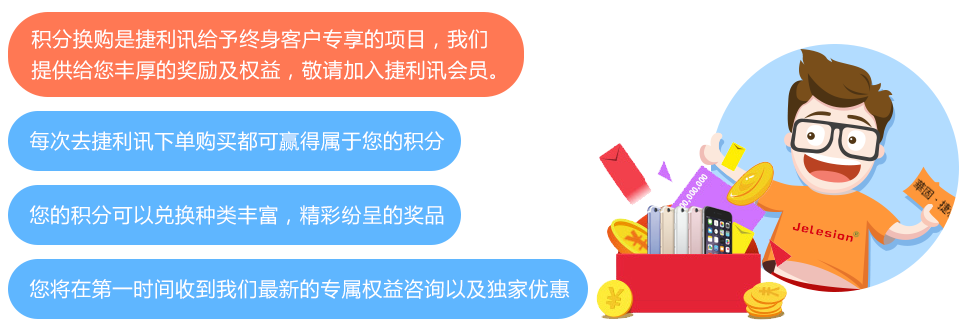 积分换购是捷利讯给予终身客户专享的项目，我们
提供给您丰厚的奖励及权益，敬请加入捷利讯会员。
每次去捷利讯下单购买都可赢得属于您的积分
您的积分可以兑换种类丰富，精彩纷呈的奖品
您将在第一时间收到我们最新的专属权益咨询以及独家优惠
Jelesion®